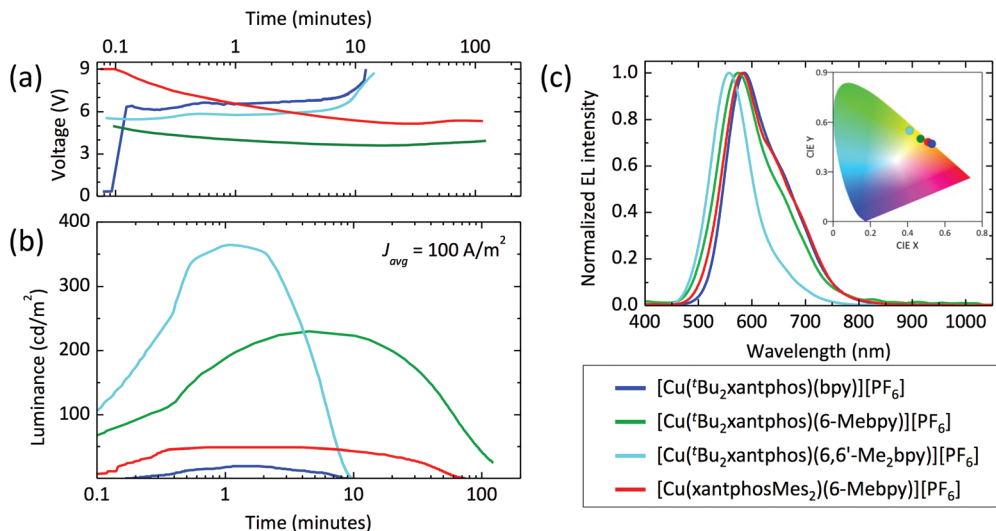 Time (minutes)
0.1 1 10 100
(a)
9
6
3
0
Voltage (V)
(b)
400
300
200
100
Luminance (cd/m²)
J_avg = 100 A/m²
0.1 1 10 100
Time (minutes)
(c)
1.0
0.8
0.6
0.4
0.2
0.0
Normalized EL intensity
0.9
0.6
0.3
0
CIE Y
0 0.2 0.4 0.6 0.8
CIE X
400 500 600 700 800 900 1000
Wavelength (nm)
[Cu(ᵗBu₂xantphos)(bpy)][PF₆]
[Cu(ᵗBu₂xantphos)(6-Mebpy)][PF₆]
[Cu(ᵗBu₂xantphos)(6,6'-Me₂bpy)][PF₆]
[Cu(xantphosMes₂)(6-Mebpy)][PF₆]